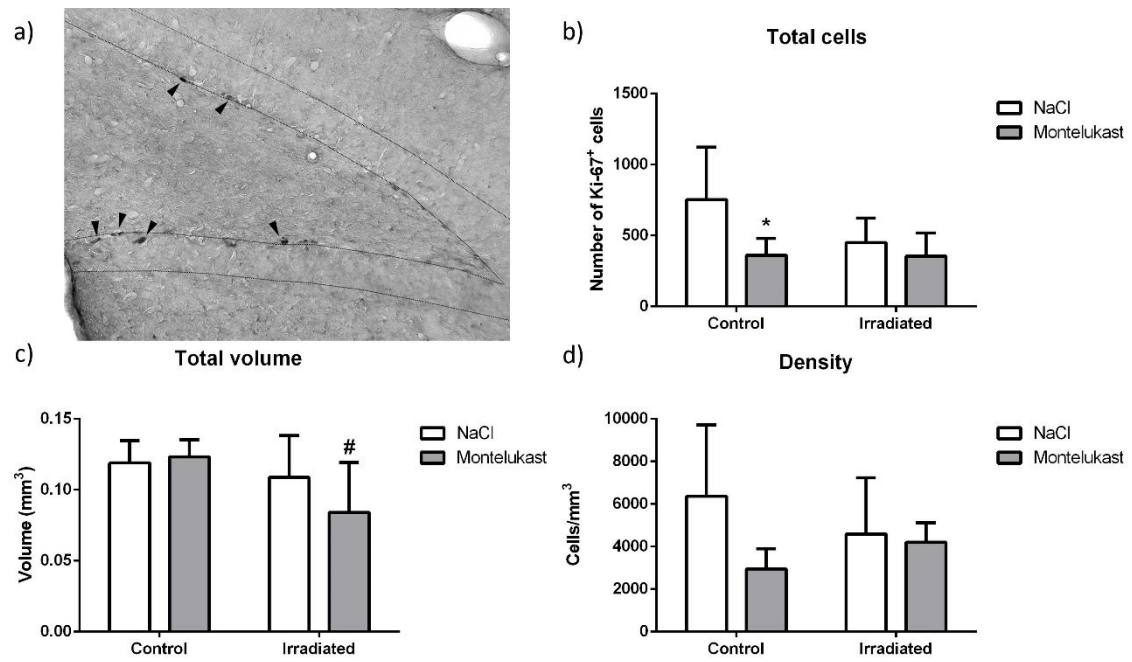 a)
b)
Total cells
1500
1000
500
0
Number of Ki-67⁺ cells
*
Control
Irradiated
NaCl
Montelukast
c)
Total volume
0.15
0.10
0.05
0.00
Volume (mm³)
#
Control
Irradiated
NaCl
Montelukast
d)
Density
10000
8000
6000
4000
2000
0
Cells/mm³
Control
Irradiated
NaCl
Montelukast